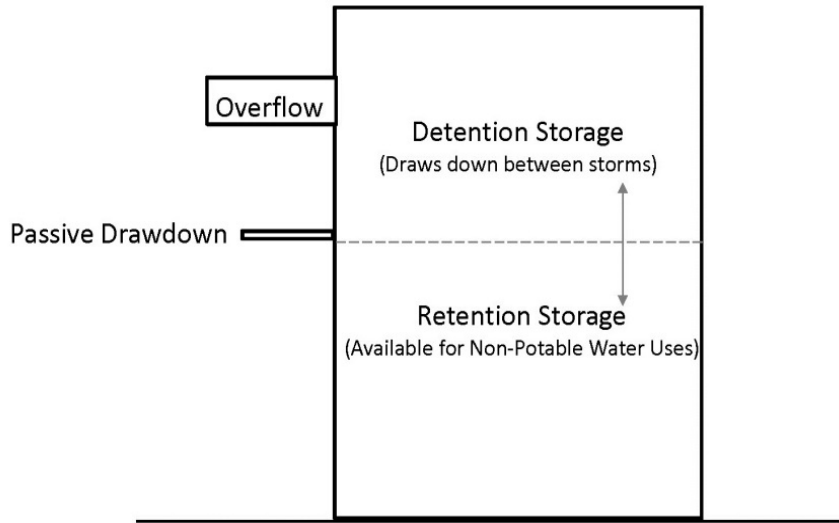 Overflow
Detention Storage
(Draws down between storms)
Passive Drawdown
Retention Storage
(Available for Non-Potable Water Uses)